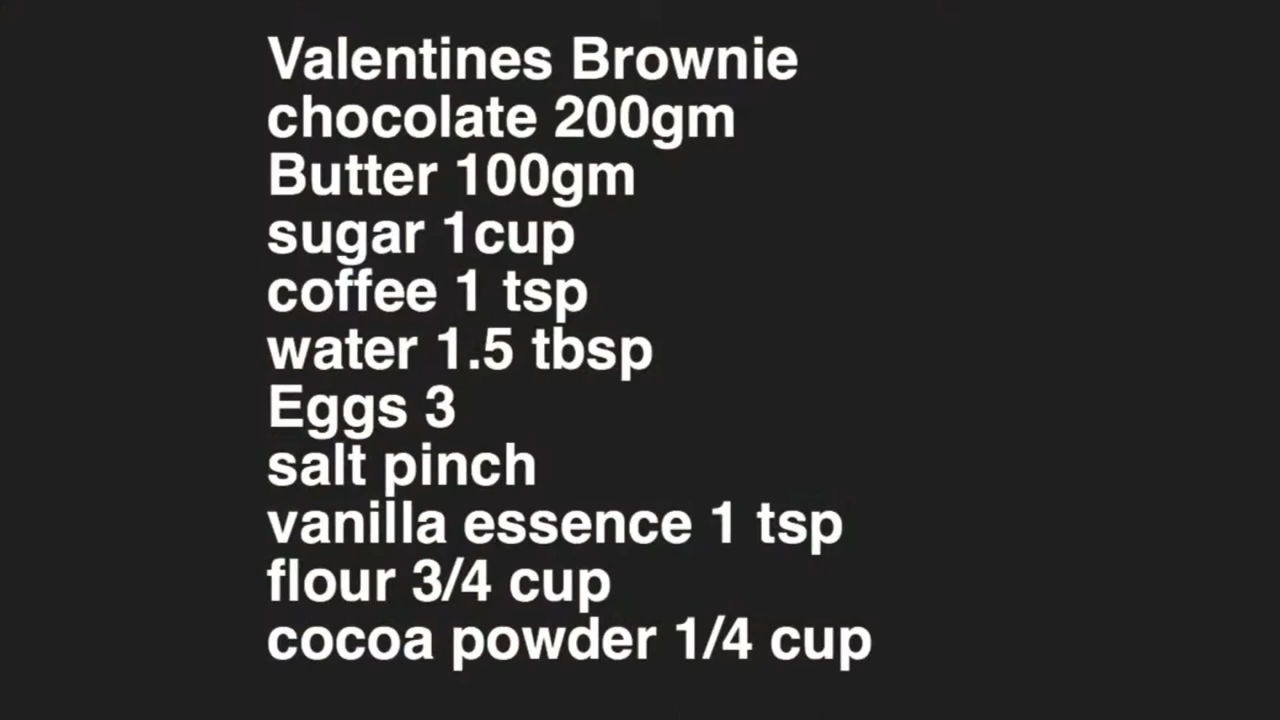 Valentines Brownie
chocolate 200gm
Butter 100gm
sugar 1cup
coffee 1 tsp
water 1.5 tbsp
Eggs 3
salt pinch
vanilla essence 1 tsp
flour 3/4 cup
cocoa powder 1/4 cup